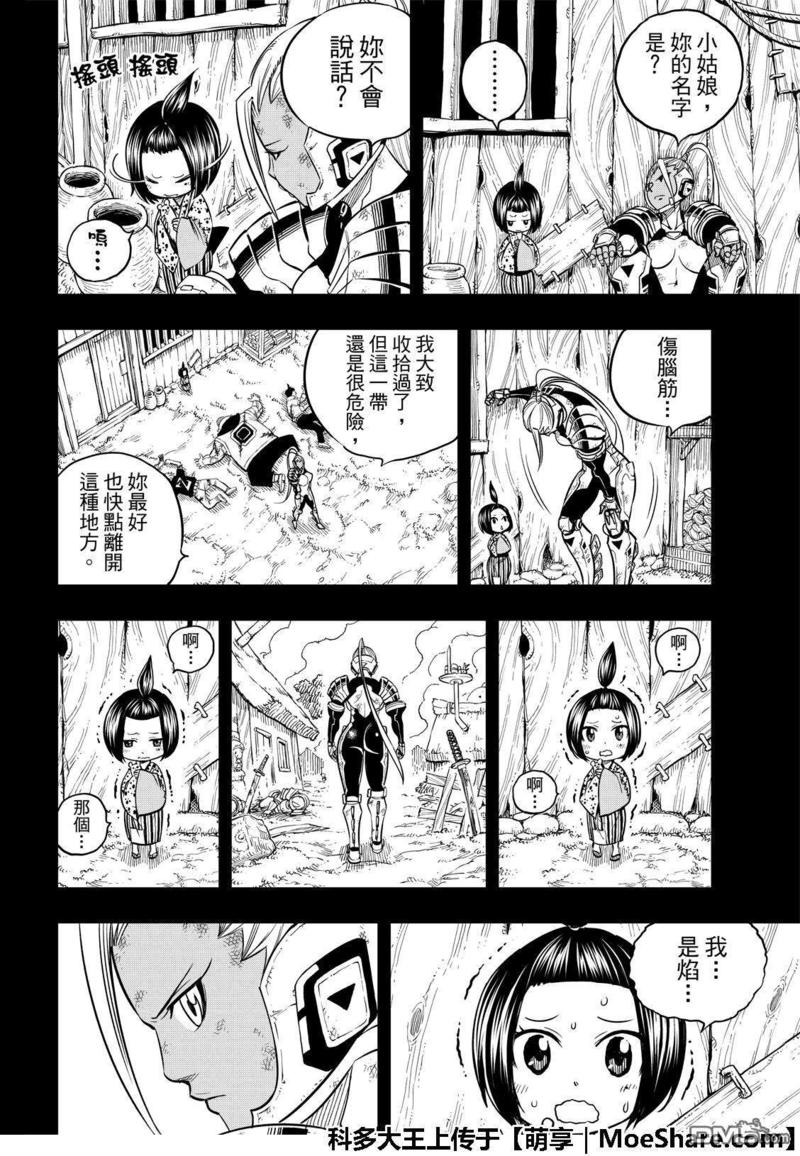 小姑娘，
妳的名字
是？
……
妳不會
說話？
搖頭 搖頭
嗚…
傷腦筋…
我大致
收拾過了，
但這一帶
還是很危險，
妳最好
也快點離開
這種地方。
啊…
啊…
啊…
那個…
我…
是焰…
科多大王上传于【萌享｜MoeShare.com】